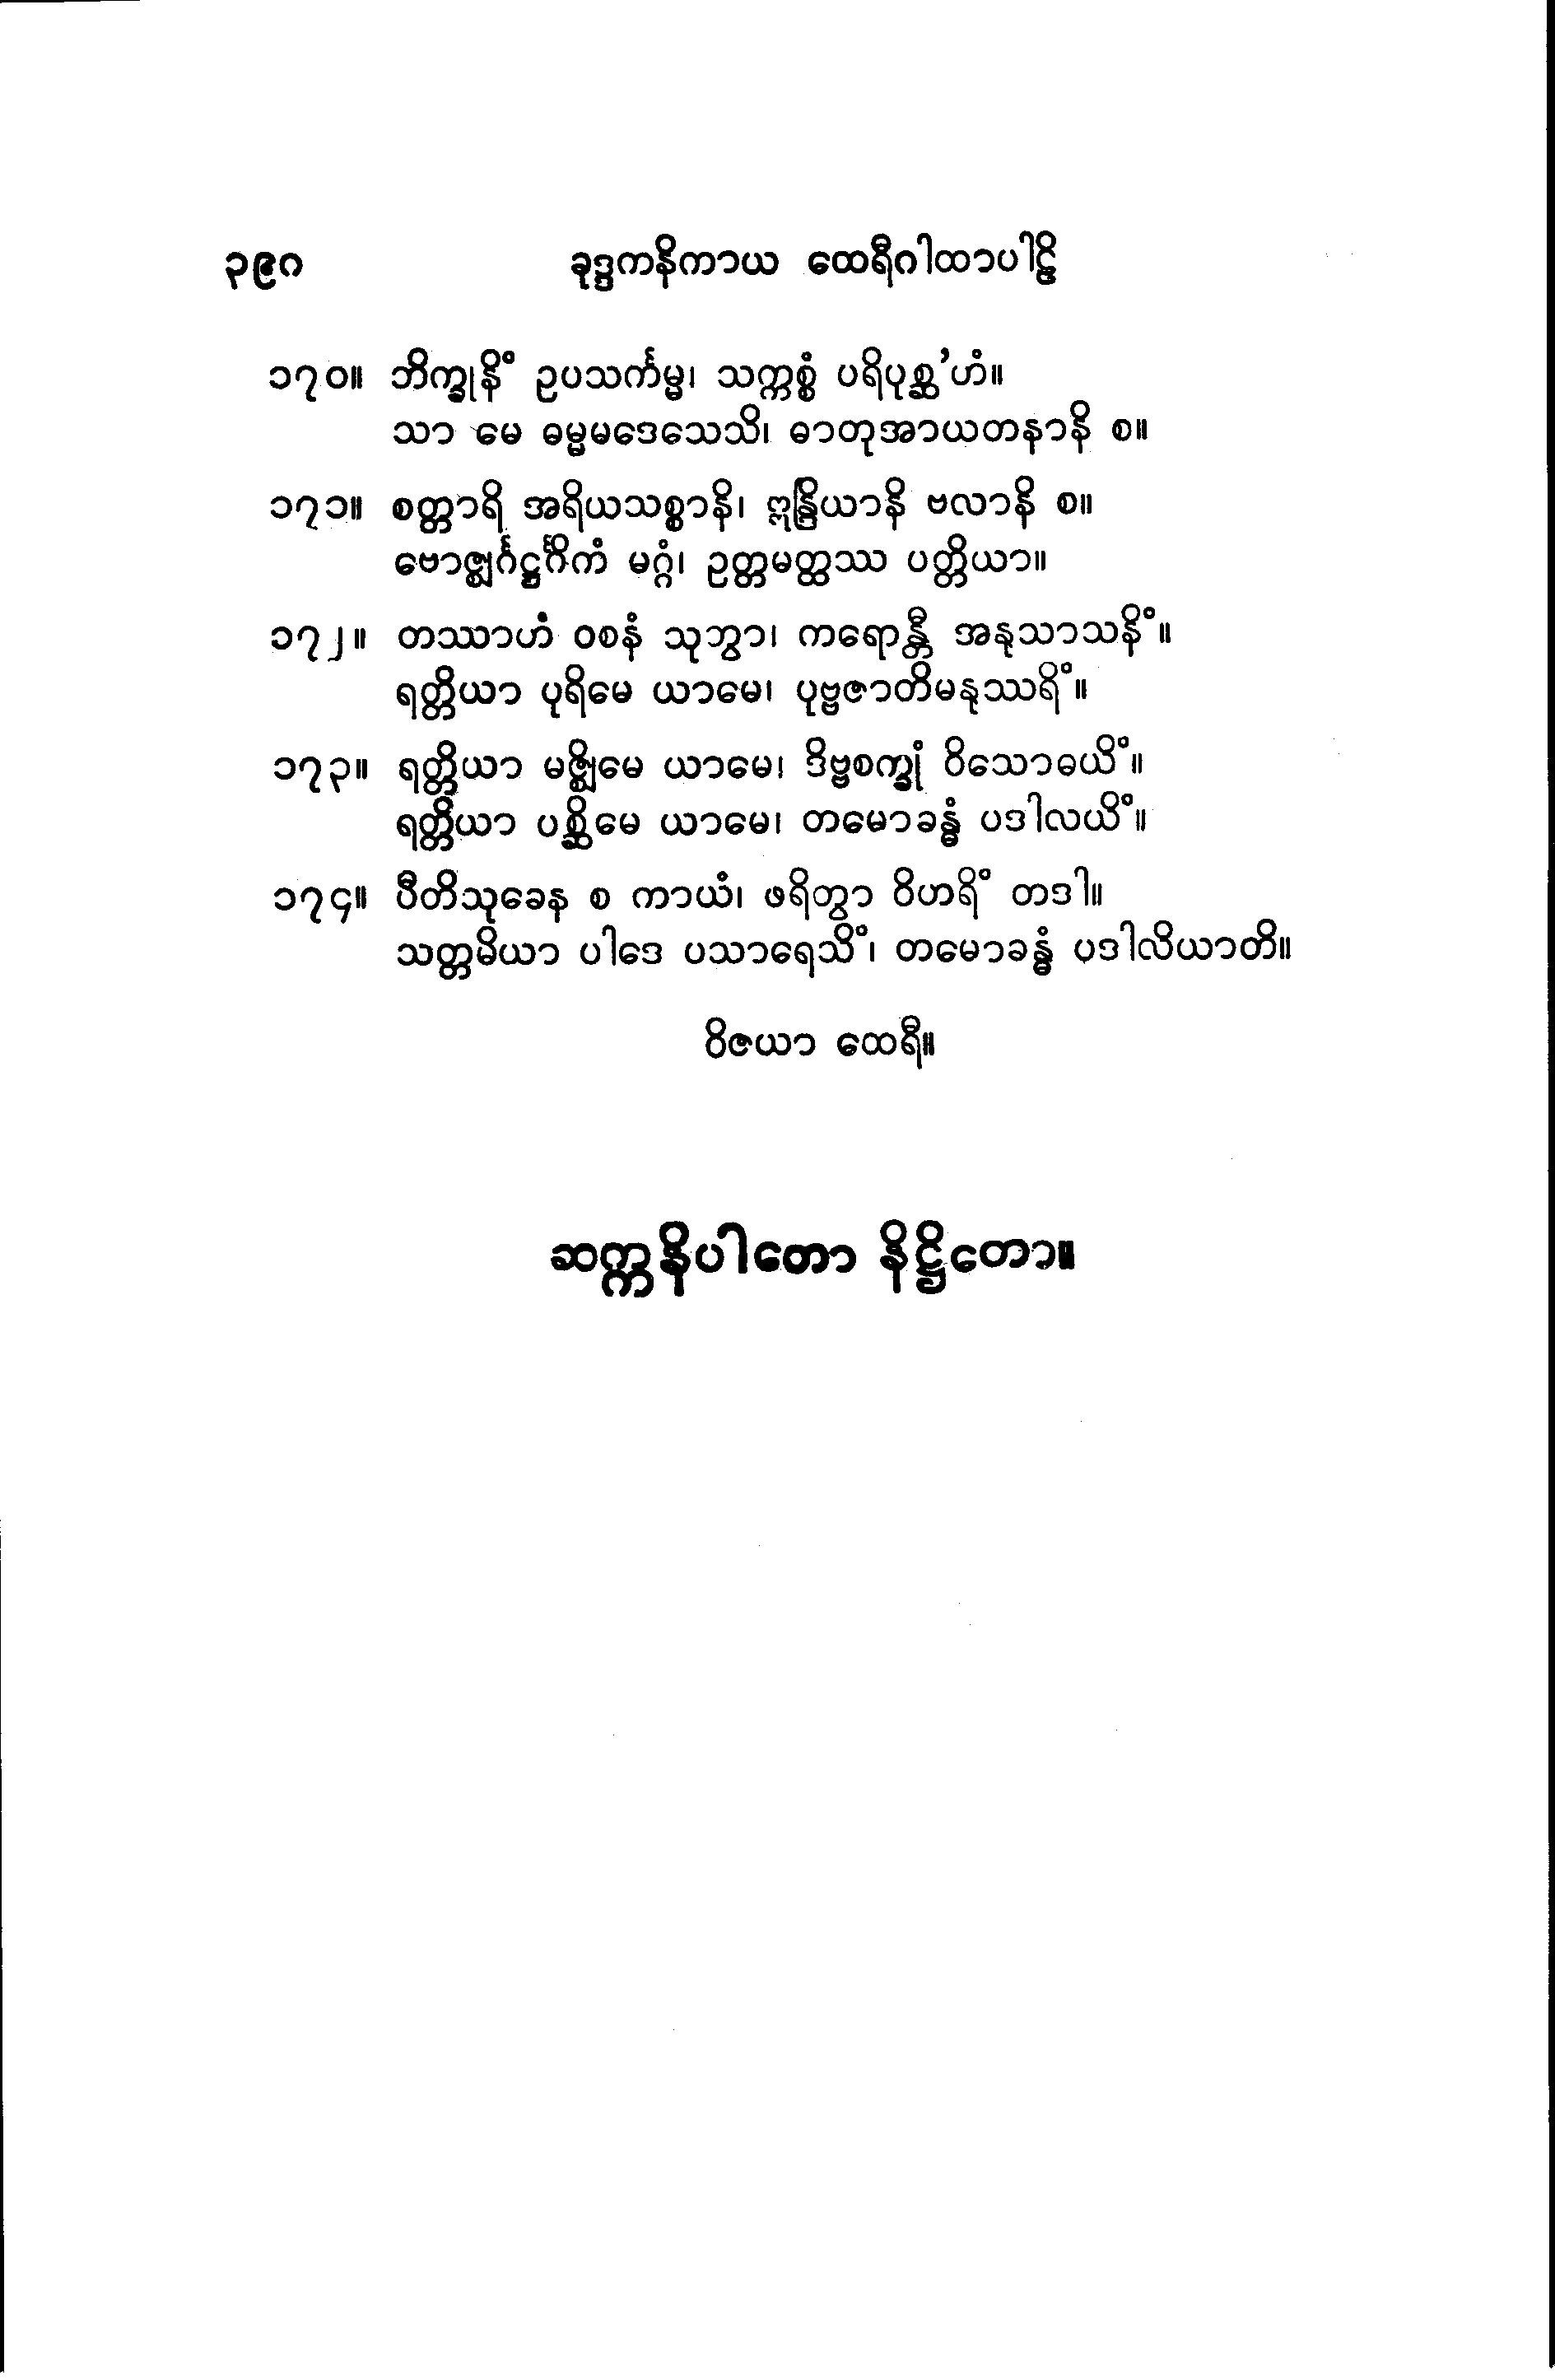 ၃၉၀ ခုဒ္ဒကနိကာယ ထေရီဂါထာပါဠိ
၁၇၀။ ဘိက္ခုနိံ ဥပသင်္ကမ္မ၊ သက္ကစ္စံ ပရိပုစ္ဆ’ဟံ။
သာ မေ ဓမ္မမဒေသေသိ၊ ဓာတုအာယတနာနိ စ။
၁၇၁။ စတ္တာရိ အရိယသစ္စာနိ၊ ဣန္ဒြိယာနိ ဗလာနိ စ။
ဗောဇ္ဈင်္ဂဋ္ဌင်္ဂိကံ မဂ္ဂံ၊ ဥတ္တမတ္ထဿ ပတ္တိယာ။
၁၇၂။ တဿာဟံ ဝစနံ သုတွာ၊ ကရောန္တီ အနုသာသနိံ။
ရတ္တိယာ ပုရိမေ ယာမေ၊ ပုဗ္ဗဇာတိမနုဿရိံ။
၁၇၃။ ရတ္တိယာ မဇ္ဈိမေ ယာမေ၊ ဒိဗ္ဗစက္ခုံ ဝိသောဓယိံ။
ရတ္တိယာ ပစ္ဆိမေ ယာမေ၊ တမောခန္ဓံ ပဒါလယိံ။
၁၇၄။ ပီတိသုခေန စ ကာယံ၊ ဖရိတွာ ဝိဟရိံ တဒါ။
သတ္တမိယာ ပါဒေ ပသာရေသိံ၊ တမောခန္ဓံ ပဒါလိယာတိ။
ဝိဇယာ ထေရီ။
ဆက္ကနိပါတော နိဋ္ဌိတော။